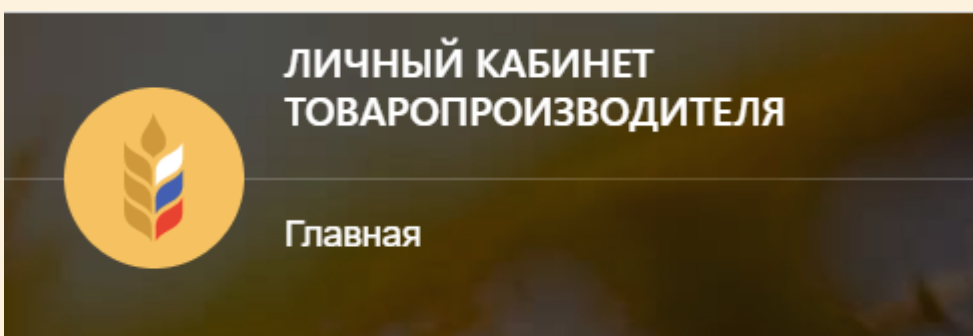 ЛИЧНЫЙ КАБИНЕТ
ТОВАРОПРОИЗВОДИТЕЛЯ
Главная